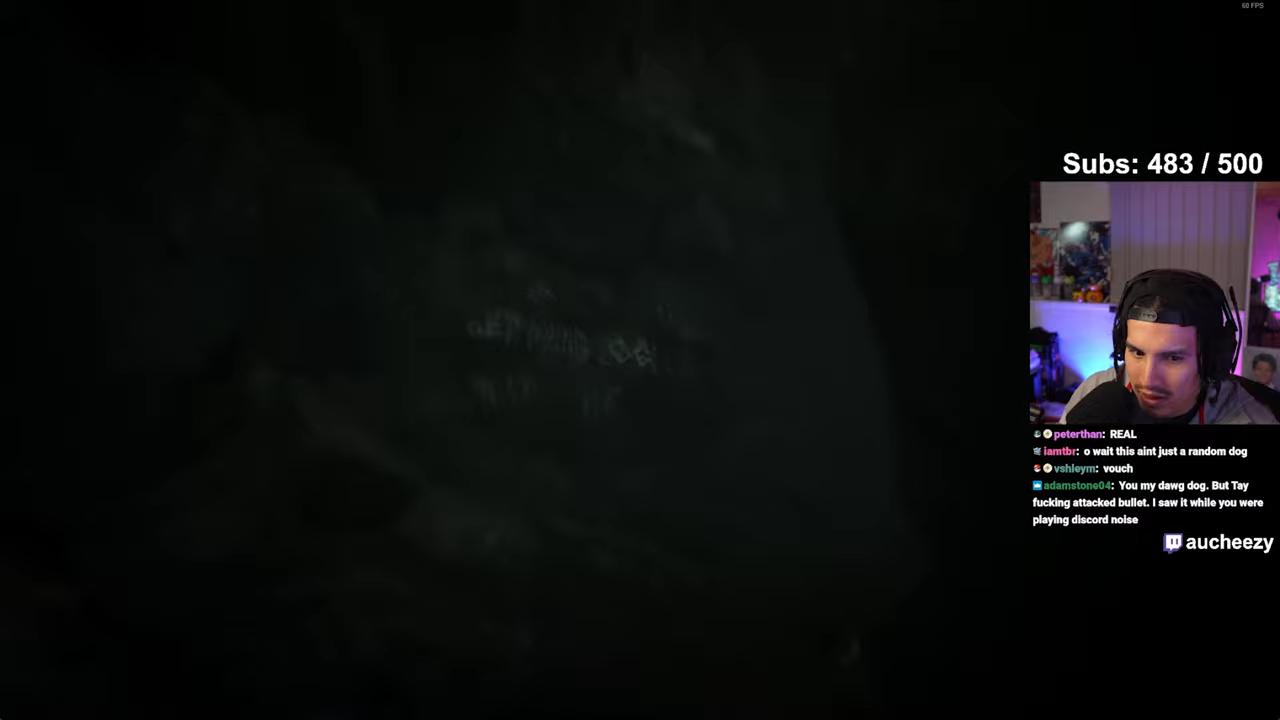 60 FPS
Subs: 483 / 500
peterthan: REAL
iamtbr: o wait this aint just a random dog
vshleym: vouch
adamstone04: You my dawg dog. But Tay
fucking attacked bullet. I saw it while you were
playing discord noise
aucheezy